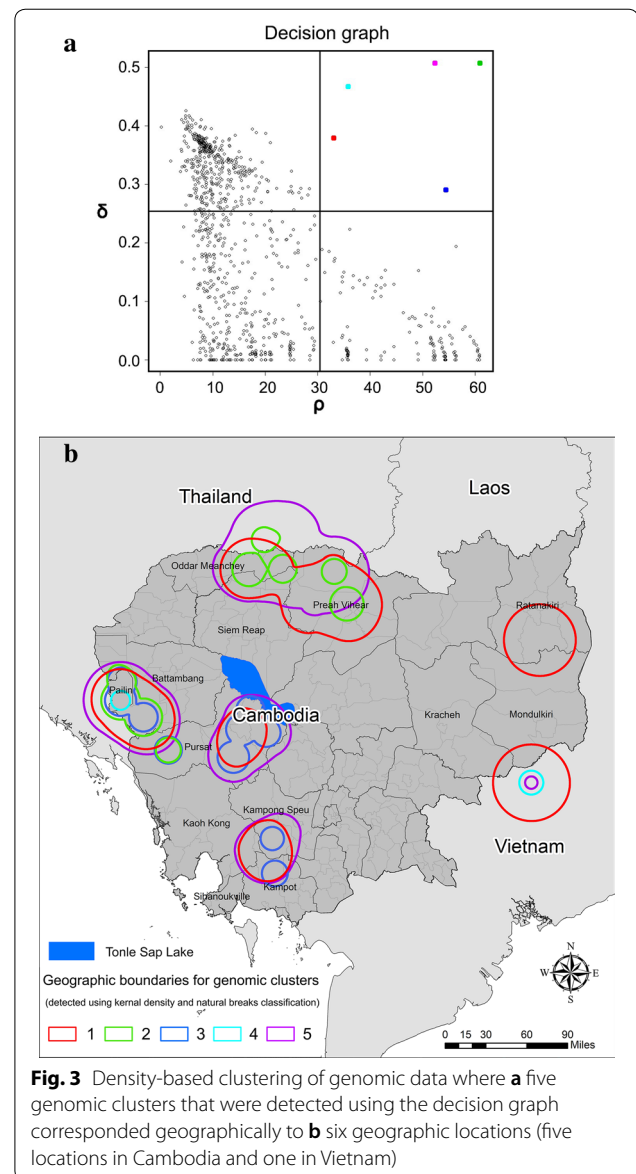 a
Decision graph
0.5
0.4
0.3
δ
0.2
0.1
0.0
0 10 20 30 40 50 60
ρ
b
Thailand
Laos
Oddar Meanchey
Preah Vihear
Ratanakiri
Siem Reap
Battambang
Pailin
Cambodia
Kracheh
Mondulkiri
Pursat
Kampong Speu
Kaoh Kong
Vietnam
Sihanoukville
Kampot
Tonle Sap Lake
N
W E
S
Geographic boundaries for genomic clusters
(detected using kernal density and natural breaks classification)
1 2 3 4 5
0 15 30 60 90
Miles
Fig. 3 Density-based clustering of genomic data where a five
genomic clusters that were detected using the decision graph
corresponded geographically to b six geographic locations (five
locations in Cambodia and one in Vietnam)